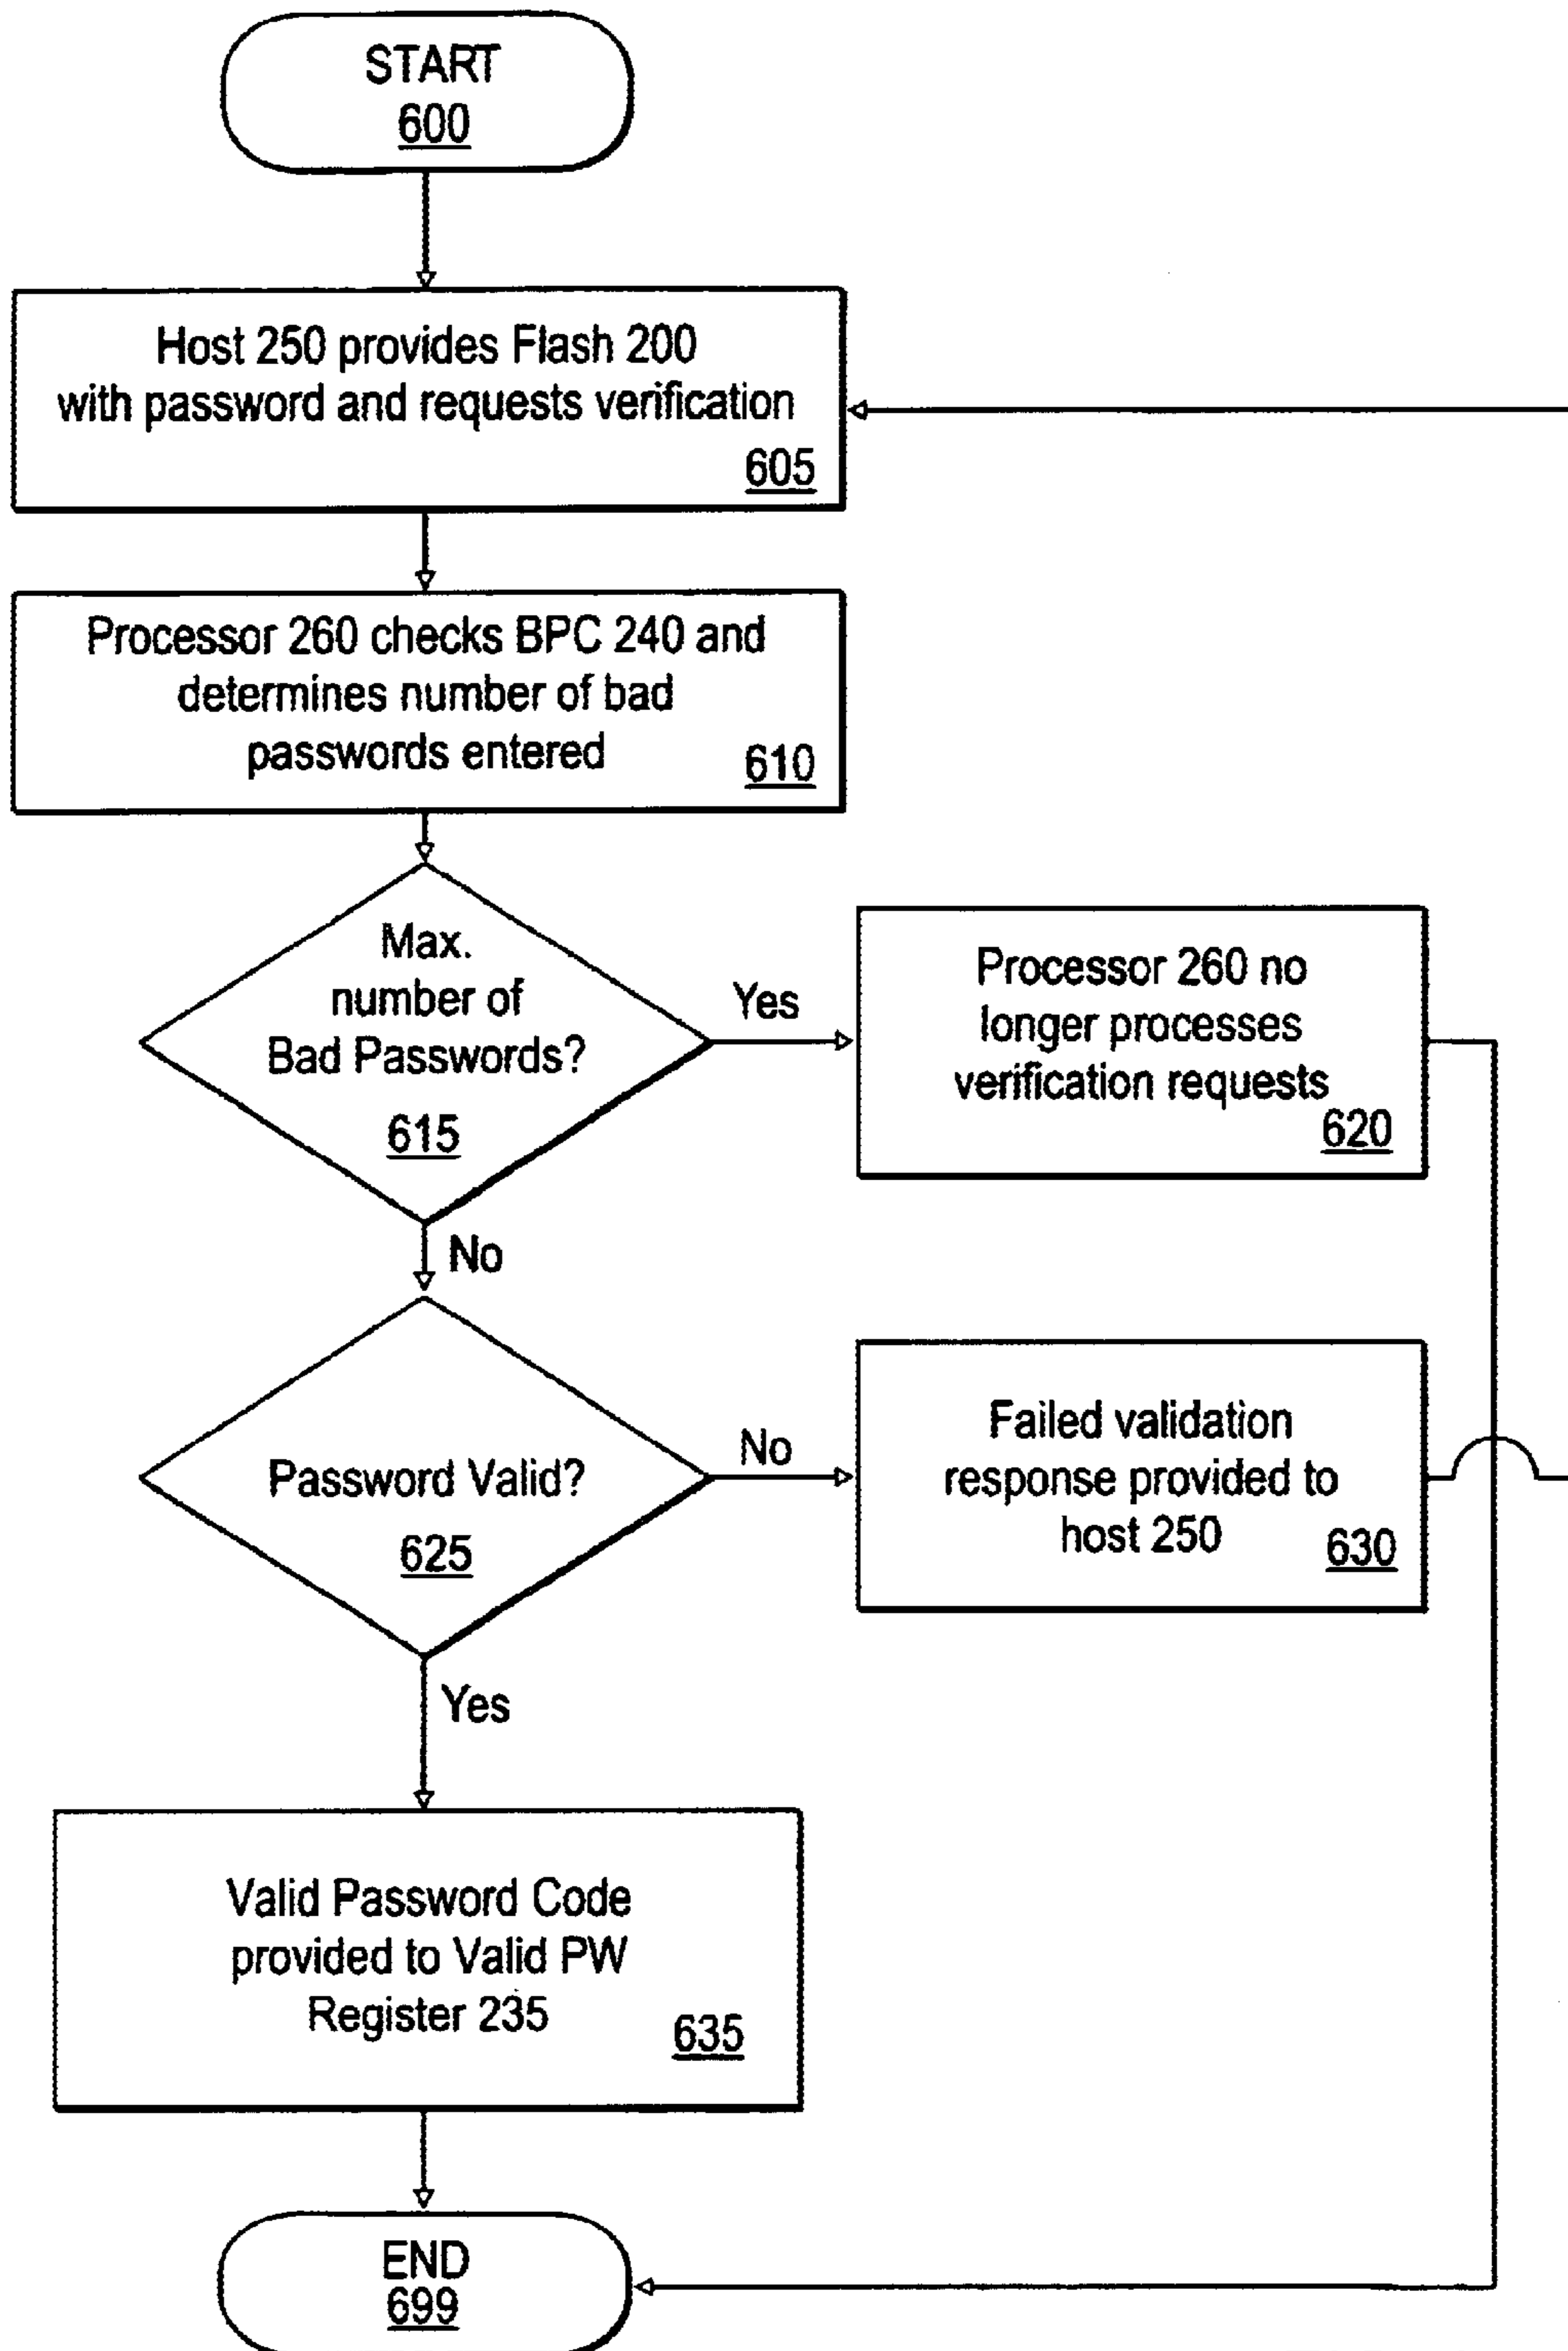 START
600
Host 250 provides Flash 200
with password and requests verification
605
Processor 260 checks BPC 240 and
determines number of bad
passwords entered
610
Max.
number of
Bad Passwords?
615
Yes
Processor 260 no
longer processes
verification requests
620
No
Password Valid?
625
No
Failed validation
response provided to
host 250
630
Yes
Valid Password Code
provided to Valid PW
Register 235
635
END
699